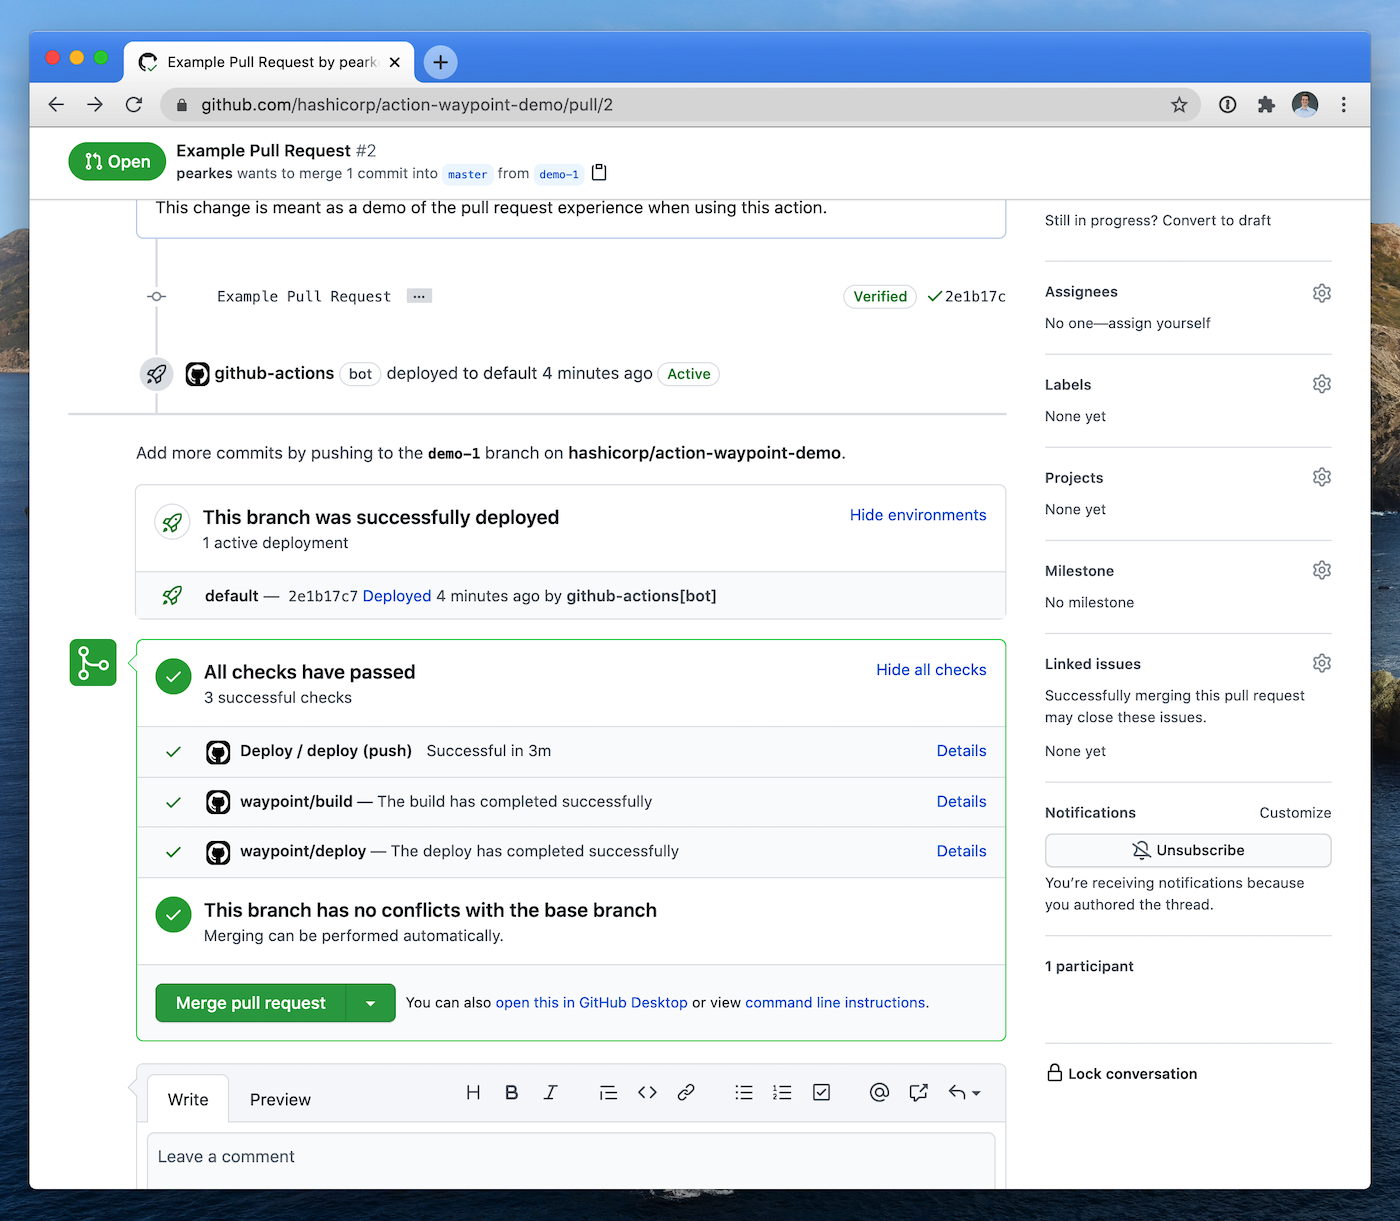 Example Pull Request by peark
github.com/hashicorp/action-waypoint-demo/pull/2
Open
Example Pull Request #2
pearkes wants to merge 1 commit into master from demo-1
This change is meant as a demo of the pull request experience when using this action.
Example Pull Request ...
Verified 2e1b17c
github-actions bot deployed to default 4 minutes ago Active
Add more commits by pushing to the demo-1 branch on hashicorp/action-waypoint-demo.
This branch was successfully deployed
Hide environments
1 active deployment
default — 2e1b17c7 Deployed 4 minutes ago by github-actions[bot]
All checks have passed
Hide all checks
3 successful checks
Deploy / deploy (push) Successful in 3m Details
waypoint/build — The build has completed successfully Details
waypoint/deploy — The deploy has completed successfully Details
This branch has no conflicts with the base branch
Merging can be performed automatically.
Merge pull request
You can also open this in GitHub Desktop or view command line instructions.
Write Preview
Leave a comment
Still in progress? Convert to draft
Assignees
No one—assign yourself
Labels
None yet
Projects
None yet
Milestone
No milestone
Linked issues
Successfully merging this pull request
may close these issues.
None yet
Notifications Customize
Unsubscribe
You’re receiving notifications because
you authored the thread.
1 participant
Lock conversation